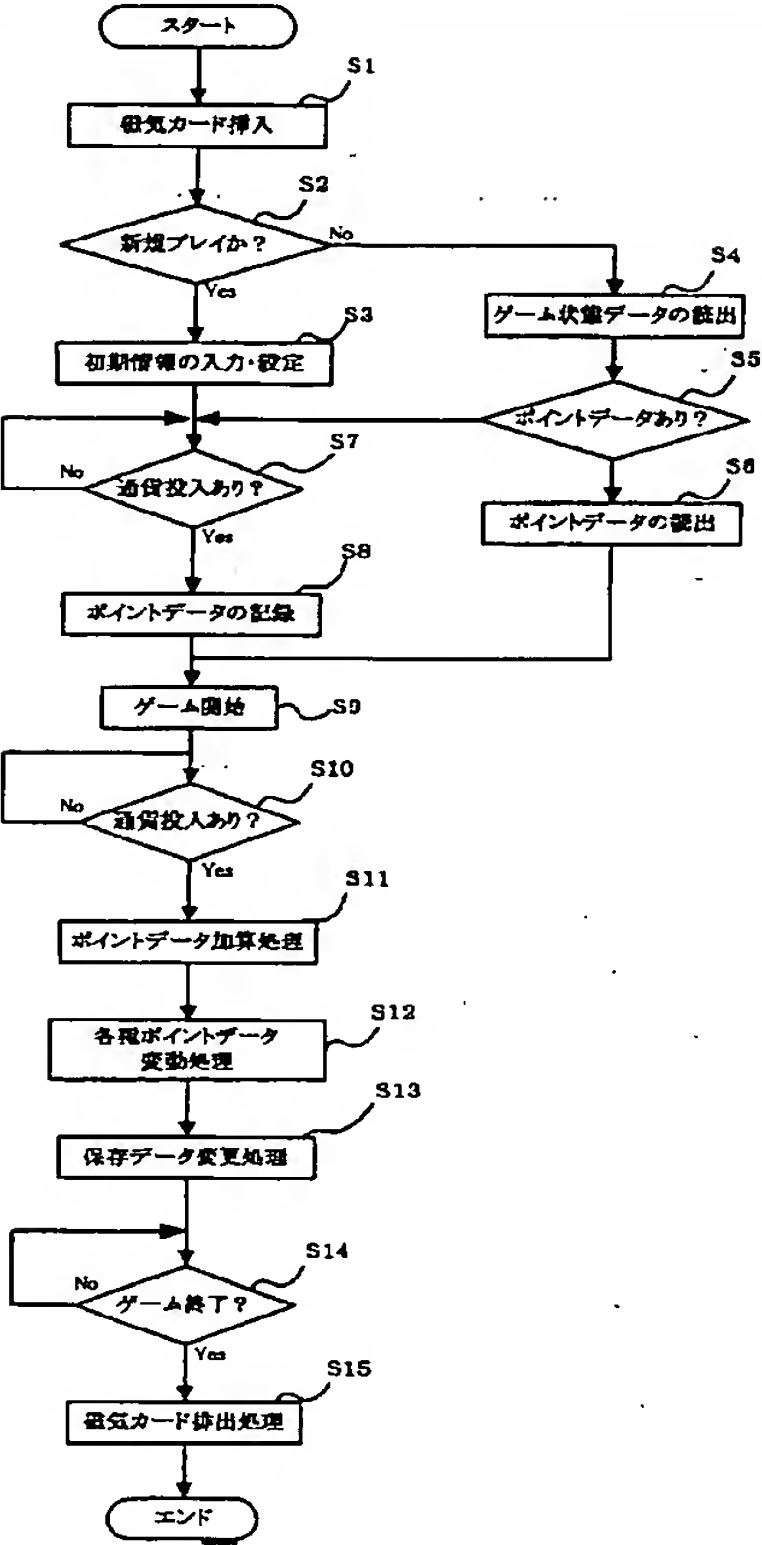 スタート
S1
磁気カード挿入
S2
新規プレイか？
No
Yes
S4
ゲーム状態データの読出
S3
初期情報の入力・設定
S5
ポイントデータあり？
S7
通貨投入あり？
No
Yes
S6
ポイントデータの読出
S8
ポイントデータの記録
ゲーム開始
S9
S10
通貨投入あり？
No
Yes
S11
ポイントデータ加算処理
S12
各種ポイントデータ
変動処理
S13
保存データ変更処理
S14
ゲーム終了？
No
Yes
S15
磁気カード排出処理
エンド